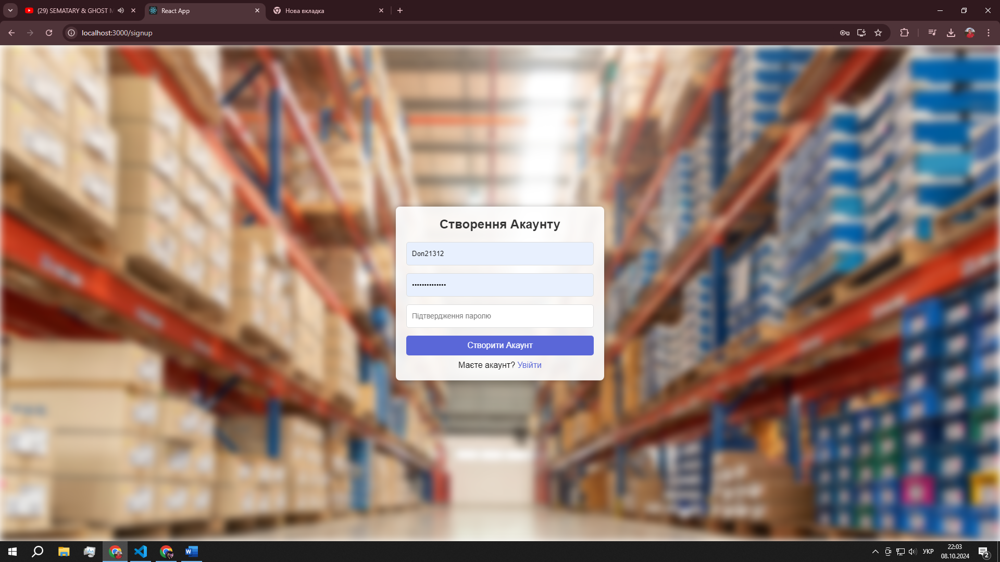 (29) SEMATARY & GHOST M
React App
Нова вкладка
localhost:3000/signup
Створення Акаунту
Don21312
••••••••••••••
Підтвердження паролю
Створити Акаунт
Маєте акаунт? Увійти
УКР
22:03
08.10.2024
2